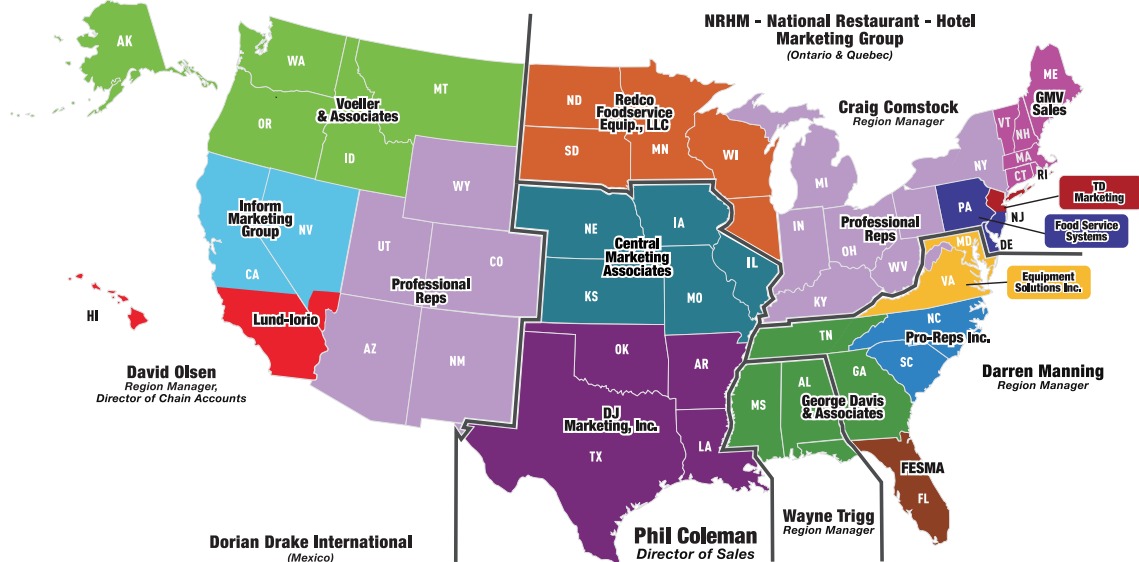 NRHM - National Restaurant - Hotel
Marketing Group
(Ontario & Quebec)
AK
WA
MT
OR
ID
Voeller
& Associates
ND
SD
MN
WI
Redco
Foodservice
Equip., LLC
Craig Comstock
Region Manager
ME
GMV
Sales
VT
NH
MA
CT
RI
NY
MI
WY
Inform
Marketing
Group
NV
CA
UT
CO
Professional
Reps
AZ
NM
NE
IA
IL
KS
MO
Central
Marketing
Associates
IN
OH
WV
KY
Professional
Reps
PA
NJ
DE
MD
VA
TD
Marketing
Food Service
Systems
Equipment
Solutions Inc.
HI
Lund-Iorio
David Olsen
Region Manager,
Director of Chain Accounts
OK
AR
TX
LA
DJ
Marketing, Inc.
TN
NC
SC
Pro-Reps Inc.
MS
AL
GA
George Davis
& Associates
Darren Manning
Region Manager
FESMA
FL
Dorian Drake International
(Mexico)
Phil Coleman
Director of Sales
Wayne Trigg
Region Manager